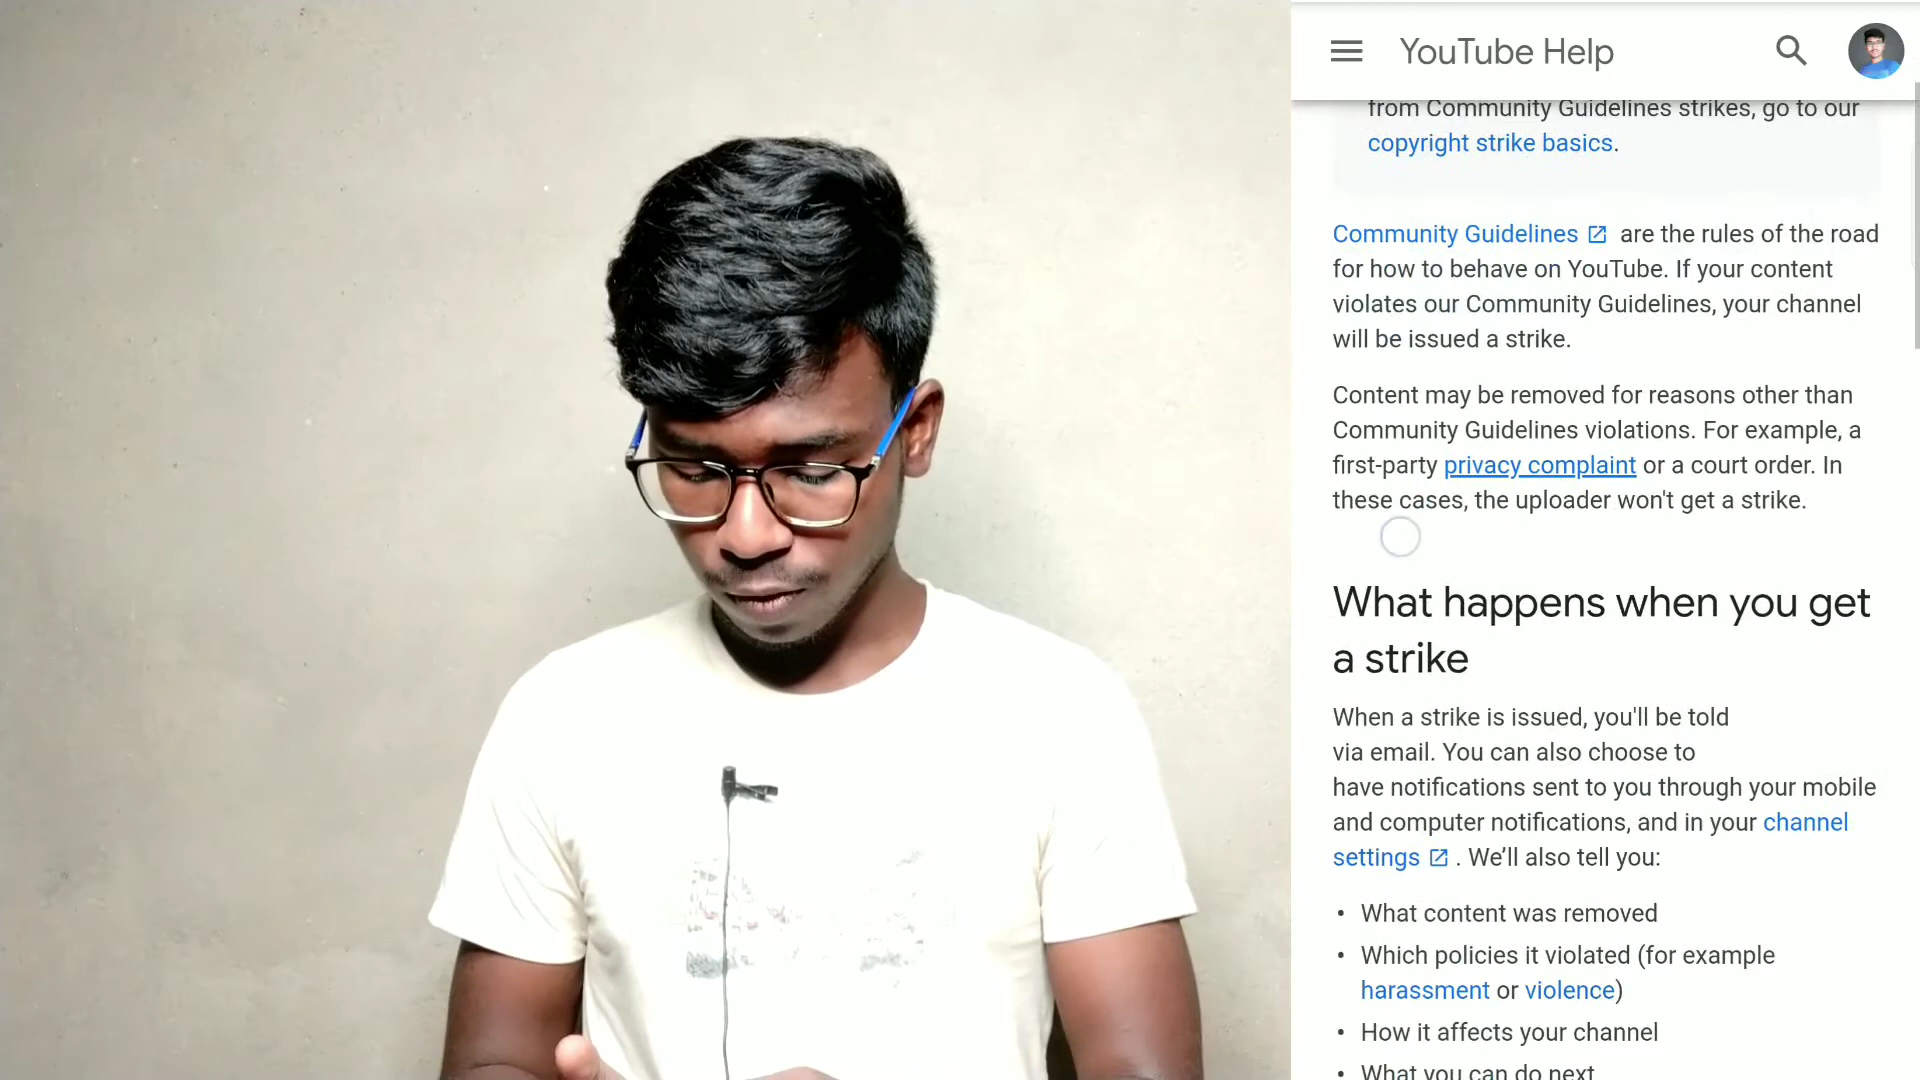 YouTube Help
from Community Guidelines strikes, go to our
copyright strike basics.
Community Guidelines are the rules of the road
for how to behave on YouTube. If your content
violates our Community Guidelines, your channel
will be issued a strike.
Content may be removed for reasons other than
Community Guidelines violations. For example, a
first-party privacy complaint or a court order. In
these cases, the uploader won't get a strike.
What happens when you get
a strike
When a strike is issued, you'll be told
via email. You can also choose to
have notifications sent to you through your mobile
and computer notifications, and in your channel
settings . We’ll also tell you:
• What content was removed
• Which policies it violated (for example
harassment or violence)
• How it affects your channel
• What you can do next